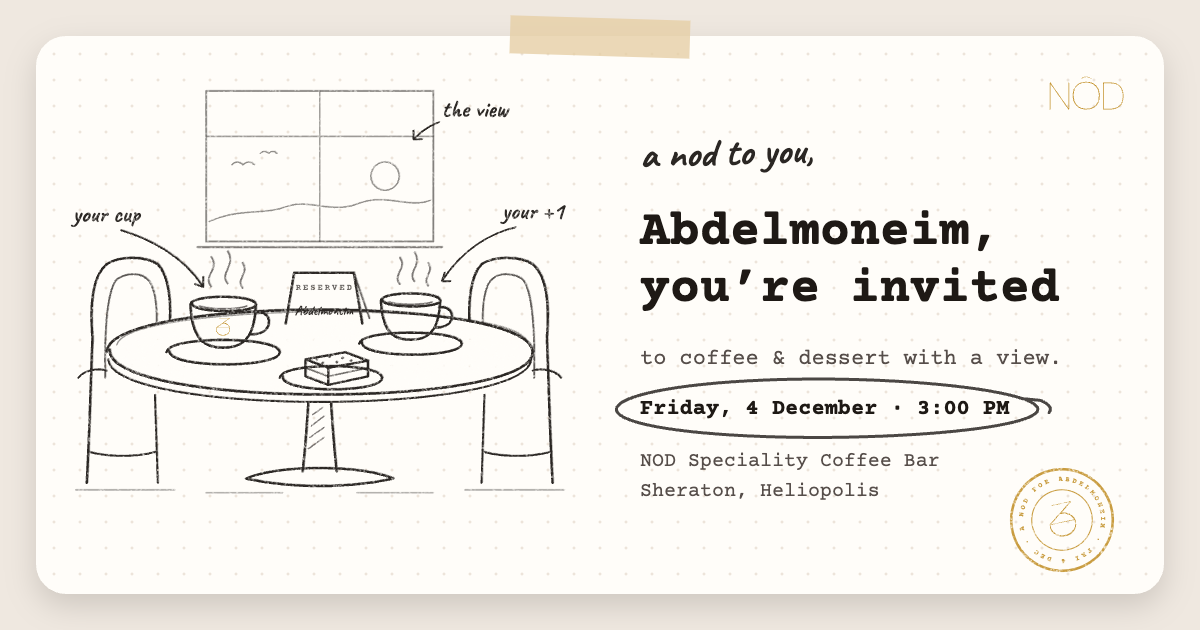 NOD
the view
a nod to you,
your cup
your +1
Abdelmoneim,
you're invited
RESERVED
Abdelmoneim
to coffee & dessert with a view.
Friday, 4 December · 3:00 PM
NOD Speciality Coffee Bar
Sheraton, Heliopolis
A NOD FOR ABDELMONEIM · FRI 4 DEC ·